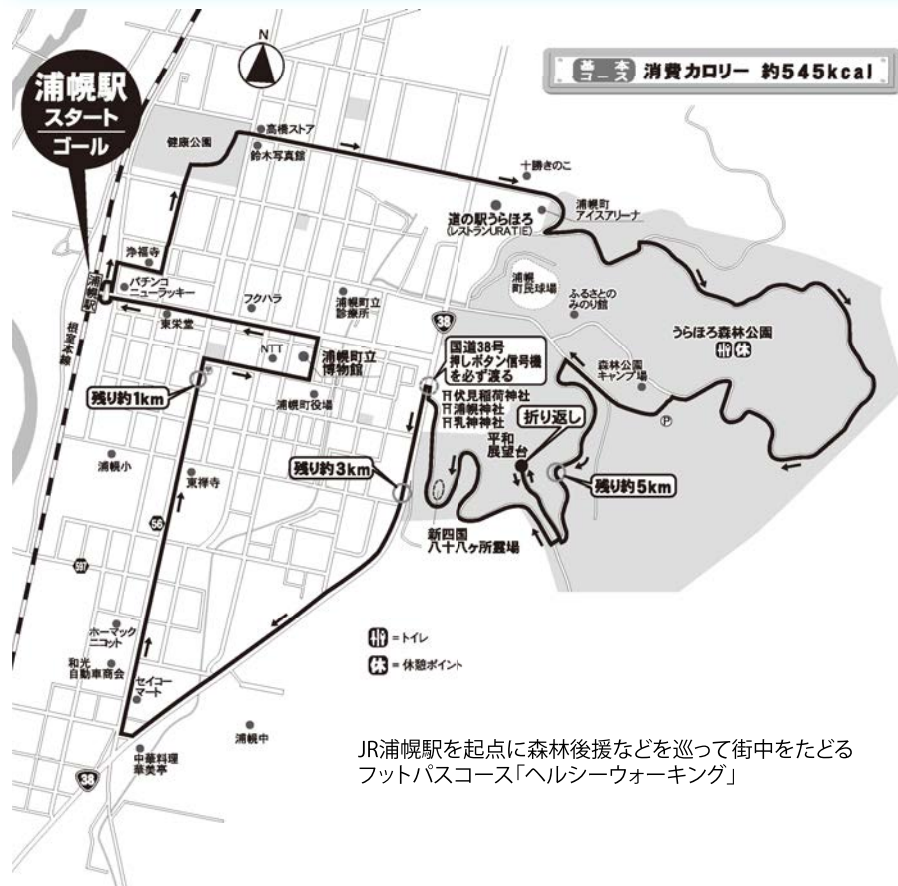 N
浦幌駅
スタート
ゴール
基本
コース
消費カロリー 約545kcal
高橋ストア
健康公園
鈴木写真館
十勝きのこ
道の駅うらほろ
(レストランURATIE)
浦幌町
アイスアリーナ
浄福寺
浦幌駅
パチンコ
ニューラッキー
フクハラ
浦幌町立
診療所
浦幌
町民球場
ふるさとの
みのり館
うらほろ森林公園
休
東栄堂
根室本線
38
NTT
浦幌町立
博物館
国道38号
押しボタン信号機
を必ず渡る
森林公園
キャンプ場
P
残り約1km
浦幌町役場
伏見稲荷神社
浦幌神社
乳神神社
折り返し
平和
展望台
浦幌小
残り約3km
残り約5km
東禅寺
56
新四国
八十八ヶ所霊場
597
ホーマック
ニコット
=トイレ
和光
自動車商会
休 =休憩ポイント
セイコー
マート
浦幌中
中華料理
華美亭
38
JR浦幌駅を起点に森林後援などを巡って街中をたどる
フットパスコース「ヘルシーウォーキング」